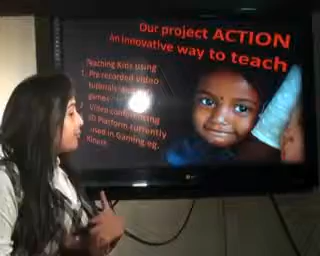 Our project ACTION
An innovative way to teach
Teaching Kids using
1. Pre recorded video
tutorials
games
Video conferencing
3D Platform currently
used in Gaming,eg.
Kinect